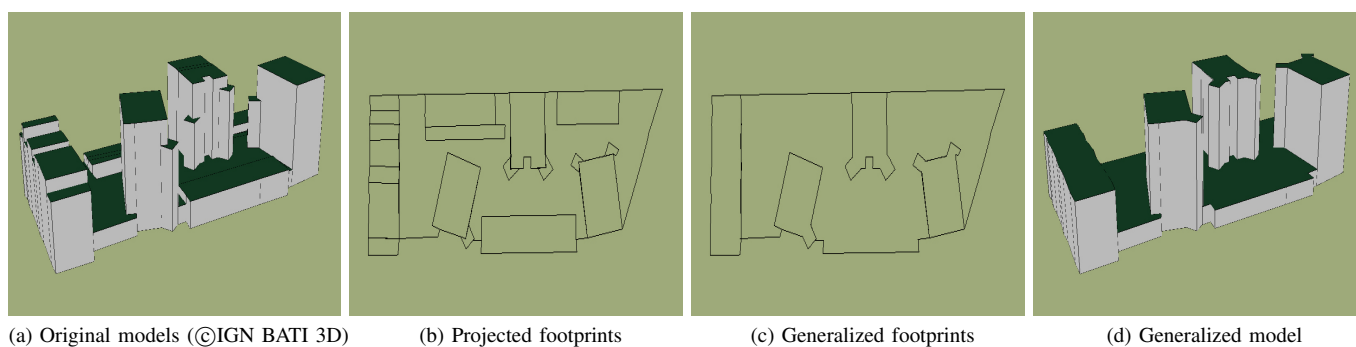 (a) Original models (©IGN BATI 3D)
(b) Projected footprints
(c) Generalized footprints
(d) Generalized model